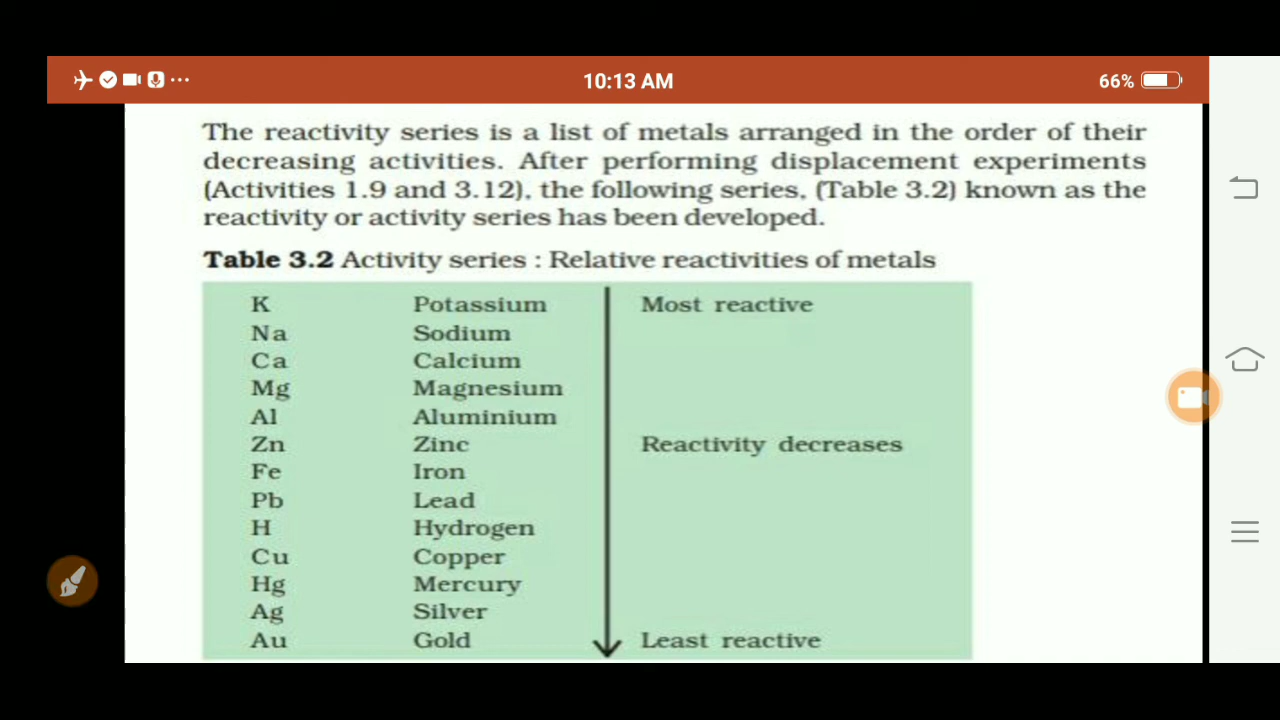 10:13 AM
66%
The reactivity series is a list of metals arranged in the order of their
decreasing activities. After performing displacement experiments
(Activities 1.9 and 3.12), the following series, (Table 3.2) known as the
reactivity or activity series has been developed.
Table 3.2 Activity series : Relative reactivities of metals
K Potassium Most reactive
Na Sodium
Ca Calcium
Mg Magnesium
Al Aluminium
Zn Zinc Reactivity decreases
Fe Iron
Pb Lead
H Hydrogen
Cu Copper
Hg Mercury
Ag Silver
Au Gold Least reactive